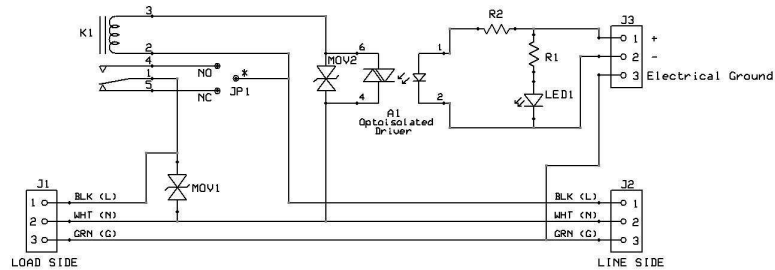 3
K1
2
4
NO
1
*
5
NC
JP1
MOV2
6
4
1
2
A1
Optoisolated
Driver
R2
R1
LED1
J3
1 +
2 -
3 Electrical Ground
MOV1
J1
1 BLK (L)
2 WHT (N)
3 GRN (G)
LOAD SIDE
J2
BLK (L) 1
WHT (N) 2
GRN (G) 3
LINE SIDE